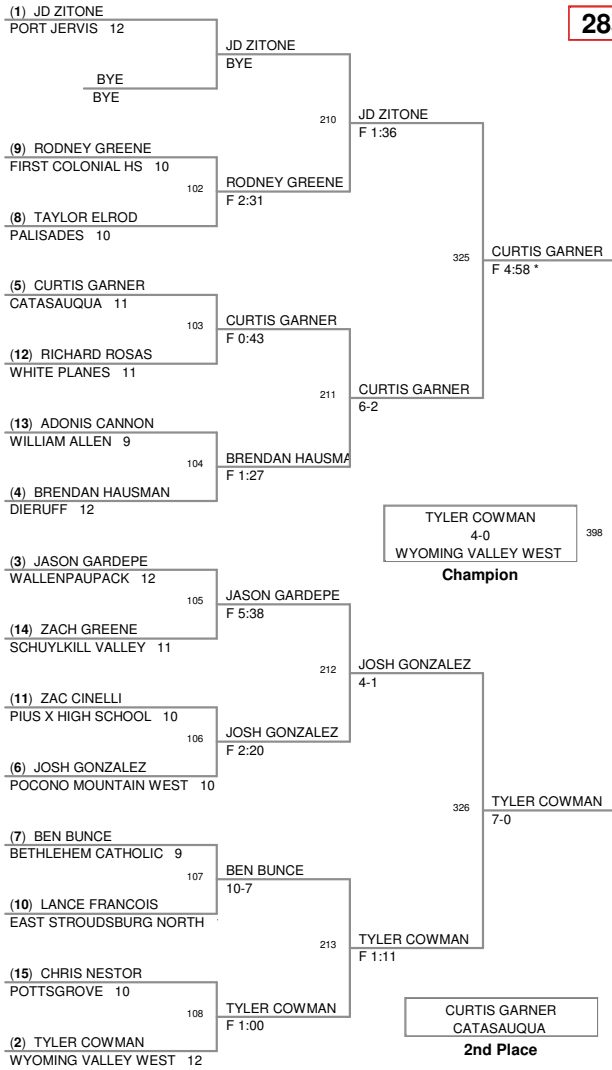 (1) JD ZITONE
PORT JERVIS 12
28
JD ZITONE
BYE
BYE
BYE
210
JD ZITONE
F 1:36
(9) RODNEY GREENE
FIRST COLONIAL HS 10
102
RODNEY GREENE
F 2:31
(8) TAYLOR ELROD
PALISADES 10
325
CURTIS GARNER
F 4:58 *
(5) CURTIS GARNER
CATASAUQUA 11
103
CURTIS GARNER
F 0:43
(12) RICHARD ROSAS
WHITE PLANES 11
211
CURTIS GARNER
6-2
(13) ADONIS CANNON
WILLIAM ALLEN 9
104
BRENDAN HAUSMA
F 1:27
(4) BRENDAN HAUSMAN
DIERUFF 12
TYLER COWMAN
4-0
WYOMING VALLEY WEST
398
Champion
(3) JASON GARDEPE
WALLENPAUPACK 12
105
JASON GARDEPE
F 5:38
(14) ZACH GREENE
SCHUYLKILL VALLEY 11
212
JOSH GONZALEZ
4-1
(11) ZAC CINELLI
PIUS X HIGH SCHOOL 10
106
JOSH GONZALEZ
F 2:20
(6) JOSH GONZALEZ
POCONO MOUNTAIN WEST 10
326
TYLER COWMAN
7-0
(7) BEN BUNCE
BETHLEHEM CATHOLIC 9
107
BEN BUNCE
10-7
(10) LANCE FRANCOIS
EAST STROUDSBURG NORTH
213
TYLER COWMAN
F 1:11
(15) CHRIS NESTOR
POTTSGROVE 10
108
TYLER COWMAN
F 1:00
(2) TYLER COWMAN
WYOMING VALLEY WEST 12
CURTIS GARNER
CATASAUQUA
2nd Place